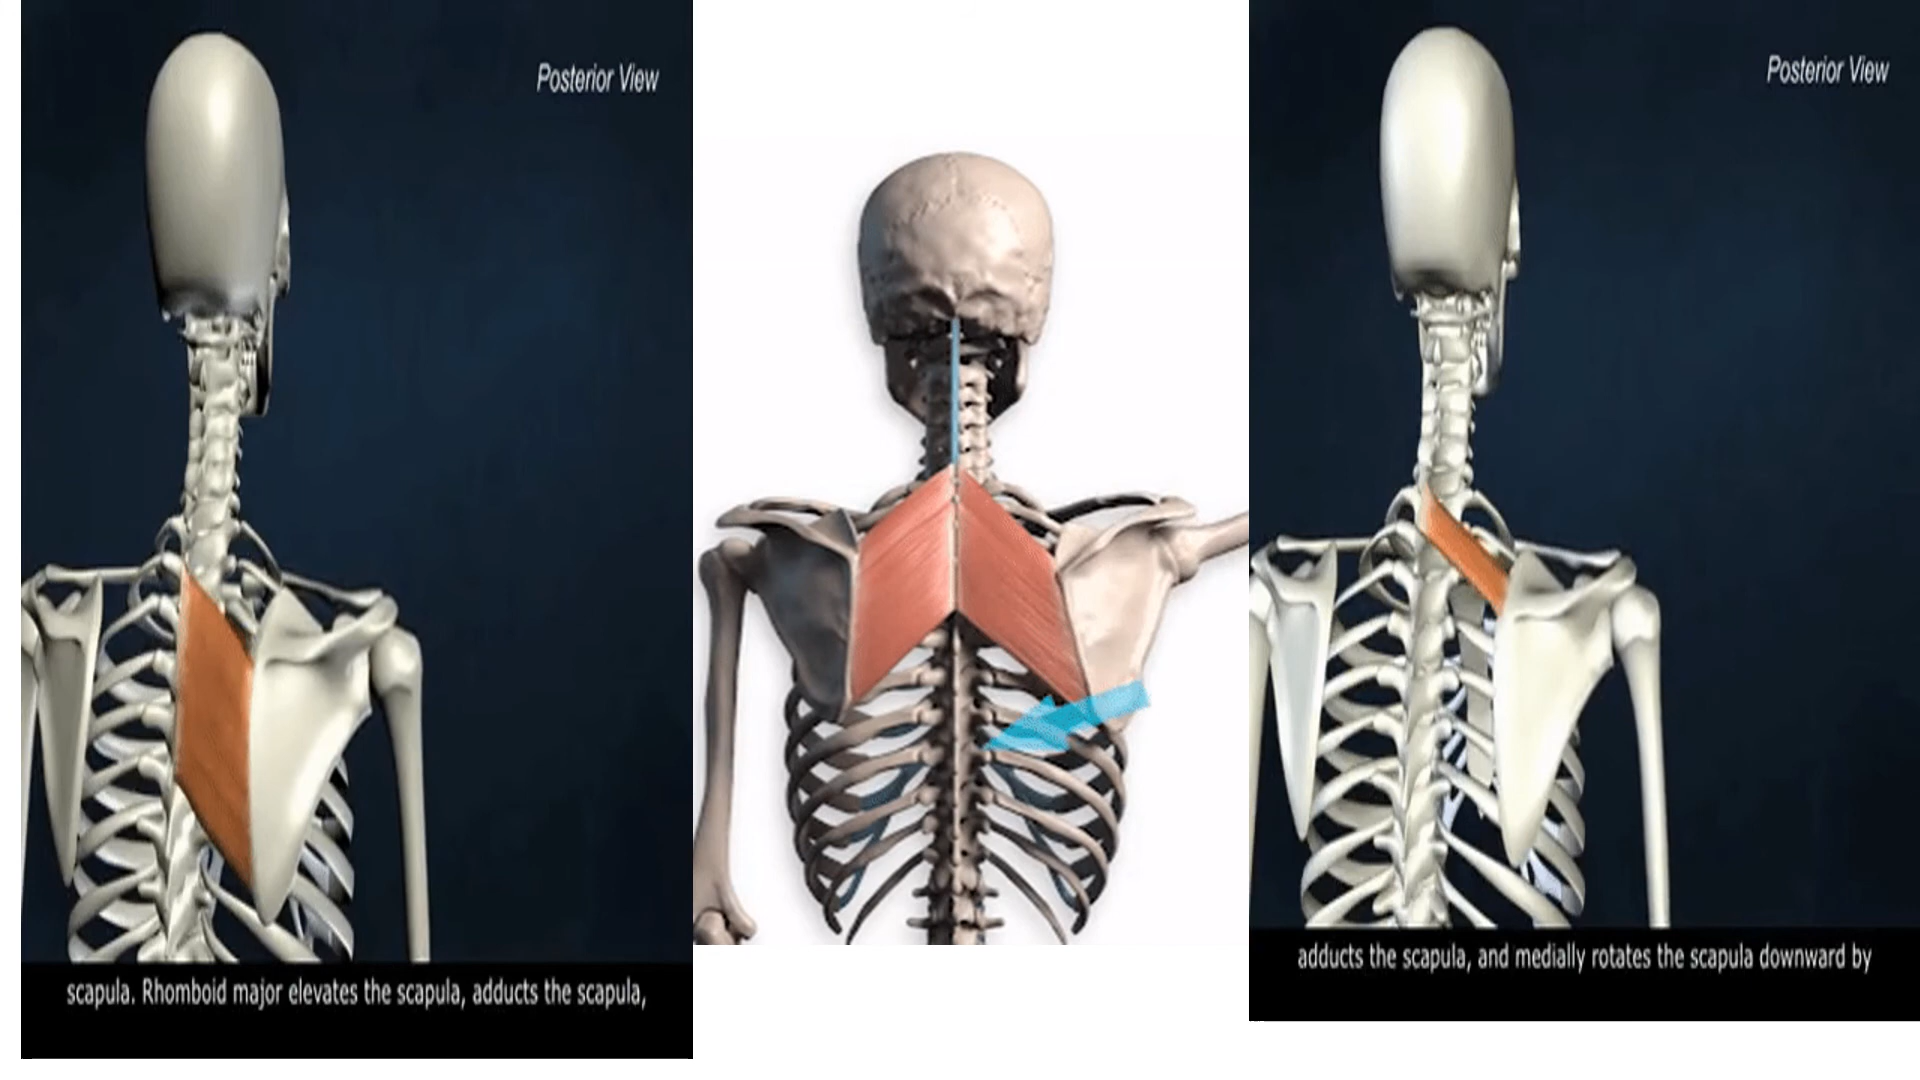 Posterior View
scapula. Rhomboid major elevates the scapula, adducts the scapula,
Posterior View
adducts the scapula, and medially rotates the scapula downward by